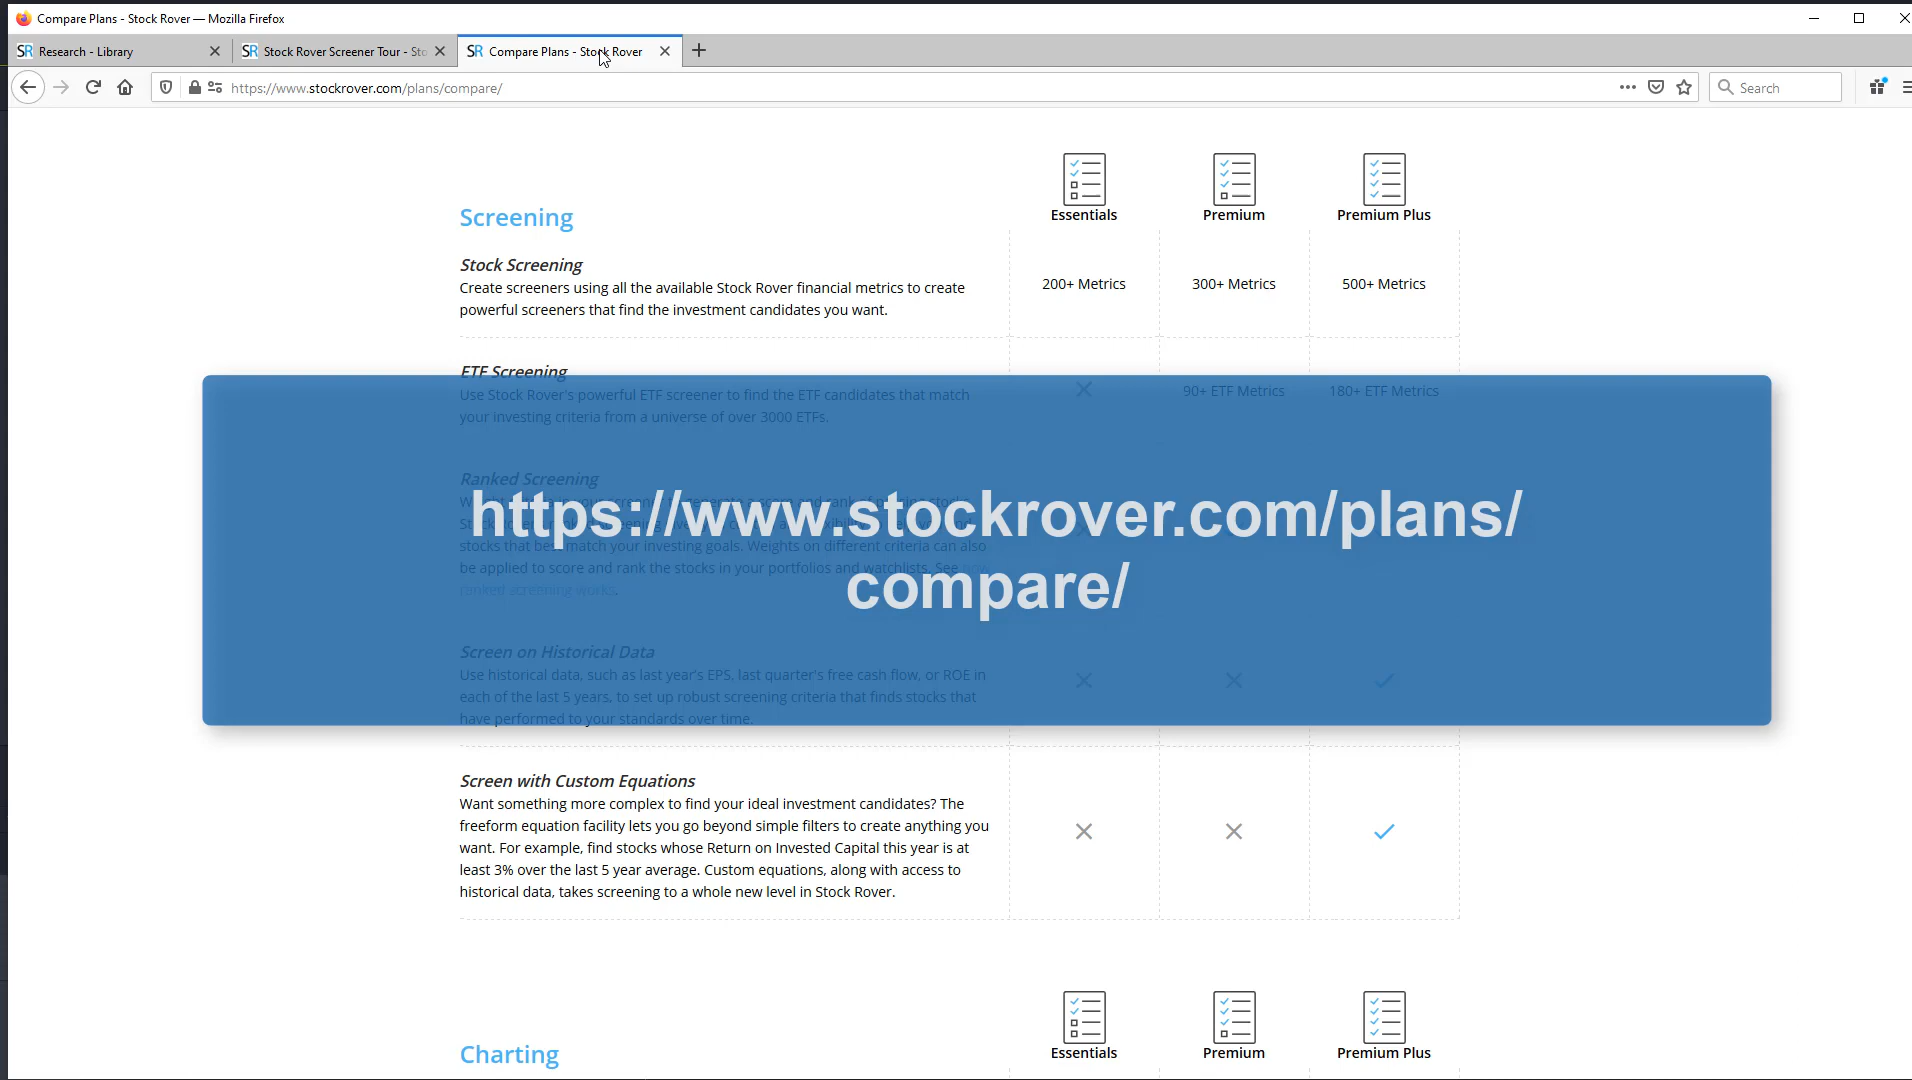 Compare Plans - Stock Rover — Mozilla Firefox
SR Research - Library
SR Stock Rover Screener Tour - Sto
SR Compare Plans - Stock Rover
https://www.stockrover.com/plans/compare/
Search
Essentials
Premium
Premium Plus
Screening
Stock Screening
Create screeners using all the available Stock Rover financial metrics to create
powerful screeners that find the investment candidates you want.
200+ Metrics
300+ Metrics
500+ Metrics
ETF Screening
Use Stock Rover's powerful ETF screener to find the ETF candidates that match
your investing criteria from a universe of over 3000 ETFs.
90+ ETF Metrics
180+ ETF Metrics
Ranked Screening
https://www.stockrover.com/plans/
compare/
stocks that best match your investing goals. Weights on different criteria can also
be applied to score and rank the stocks in your portfolios and watchlists. See how
ranked screening works.
Screen on Historical Data
Use historical data, such as last year's EPS, last quarter's free cash flow, or ROE in
each of the last 5 years, to set up robust screening criteria that finds stocks that
have performed to your standards over time.
Screen with Custom Equations
Want something more complex to find your ideal investment candidates? The
freeform equation facility lets you go beyond simple filters to create anything you
want. For example, find stocks whose Return on Invested Capital this year is at
least 3% over the last 5 year average. Custom equations, along with access to
historical data, takes screening to a whole new level in Stock Rover.
Essentials
Premium
Premium Plus
Charting